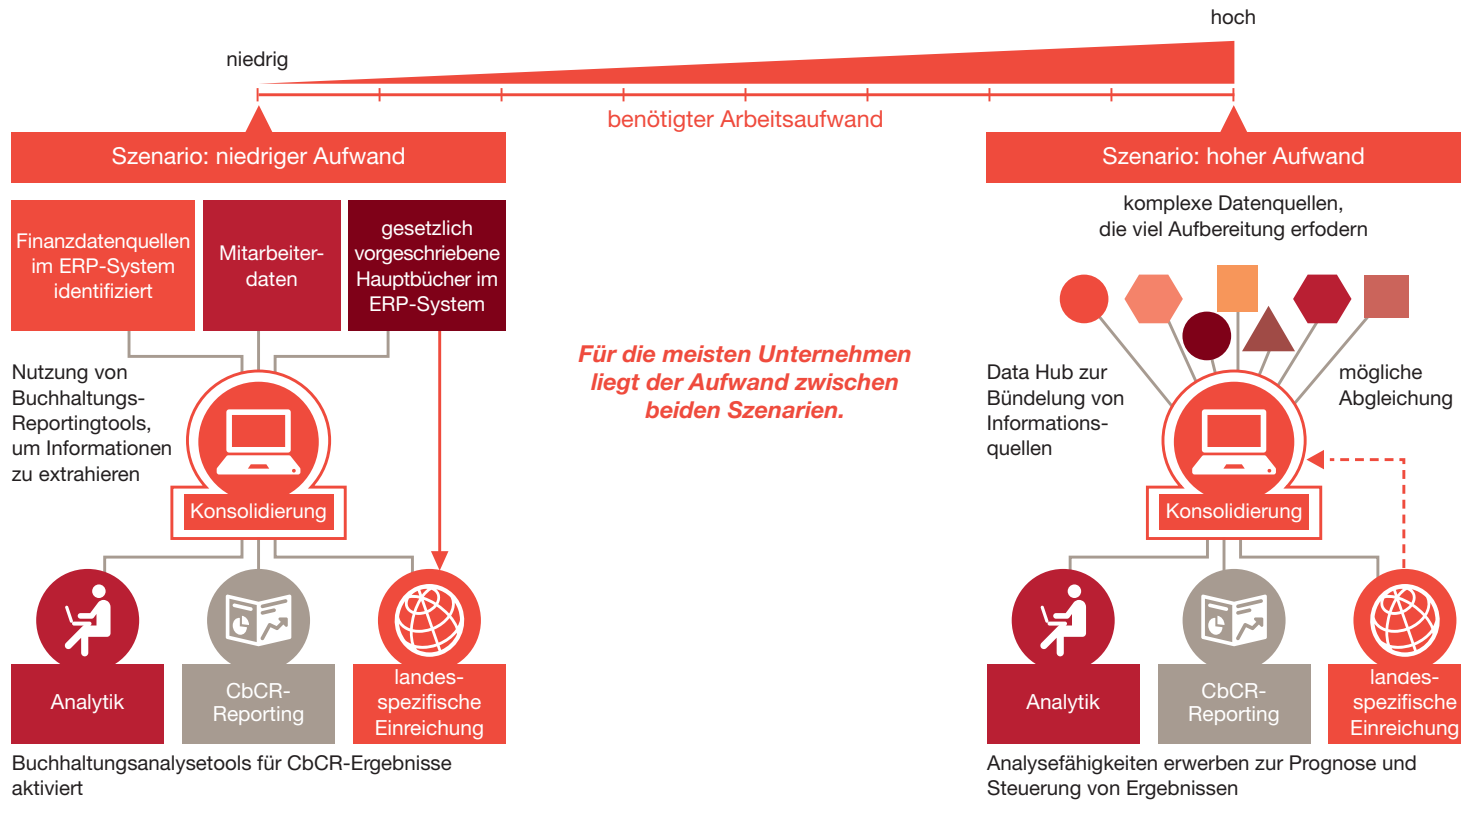 hoch
niedrig
benötigter Arbeitsaufwand
Szenario: niedriger Aufwand
Finanzdatenquellen
im ERP-System
identifiziert
Mitarbeiter-
daten
gesetzlich
vorgeschriebene
Hauptbücher im
ERP-System
Nutzung von
Buchhaltungs-
Reportingtools,
um Informationen
zu extrahieren
Konsolidierung
Analytik
CbCR-
Reporting
landes-
spezifische
Einreichung
Buchhaltungsanalysetools für CbCR-Ergebnisse
aktiviert
Für die meisten Unternehmen
liegt der Aufwand zwischen
beiden Szenarien.
Szenario: hoher Aufwand
komplexe Datenquellen,
die viel Aufbereitung erfodern
Data Hub zur
Bündelung von
Informations-
quellen
mögliche
Abgleichung
Konsolidierung
Analytik
CbCR-
Reporting
landes-
spezifische
Einreichung
Analysefähigkeiten erwerben zur Prognose und
Steuerung von Ergebnissen